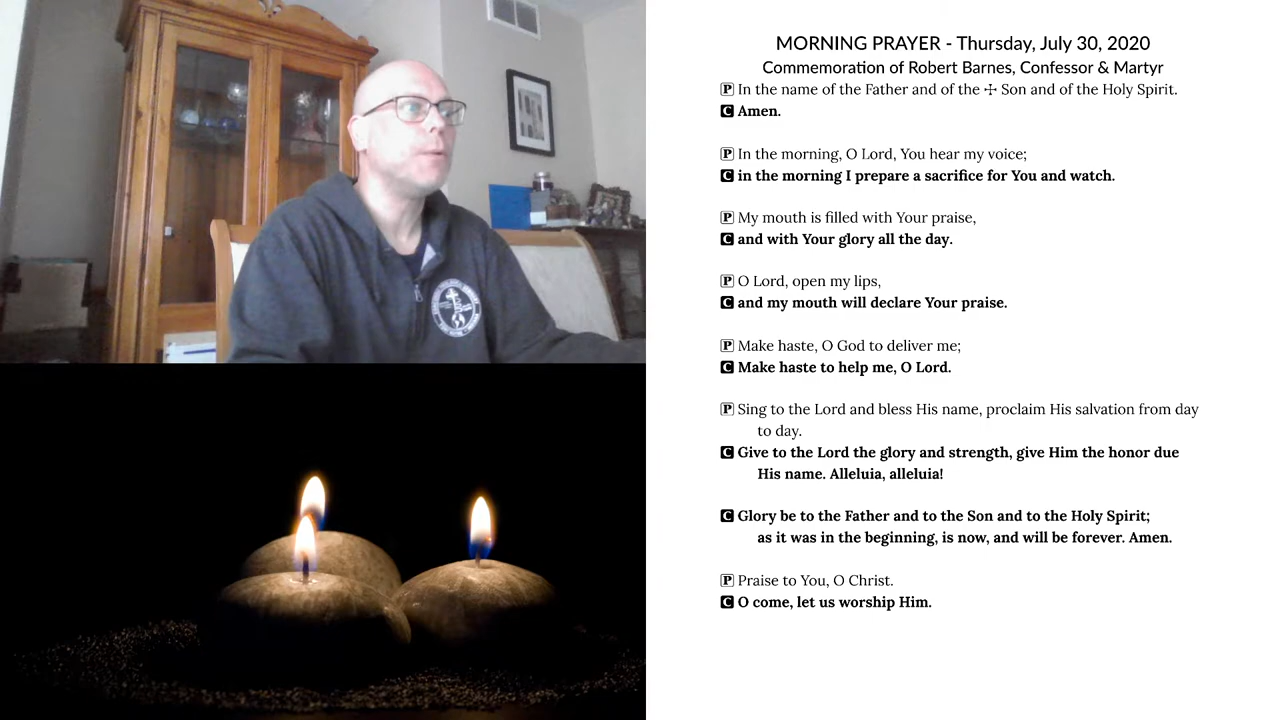 MORNING PRAYER - Thursday, July 30, 2020
Commemoration of Robert Barnes, Confessor & Martyr
P In the name of the Father and of the ☩ Son and of the Holy Spirit.
C Amen.
P In the morning, O Lord, You hear my voice;
C in the morning I prepare a sacrifice for You and watch.
P My mouth is filled with Your praise,
C and with Your glory all the day.
P O Lord, open my lips,
C and my mouth will declare Your praise.
P Make haste, O God to deliver me;
C Make haste to help me, O Lord.
P Sing to the Lord and bless His name, proclaim His salvation from day
to day.
C Give to the Lord the glory and strength, give Him the honor due
His name. Alleluia, alleluia!
C Glory be to the Father and to the Son and to the Holy Spirit;
as it was in the beginning, is now, and will be forever. Amen.
P Praise to You, O Christ.
C O come, let us worship Him.